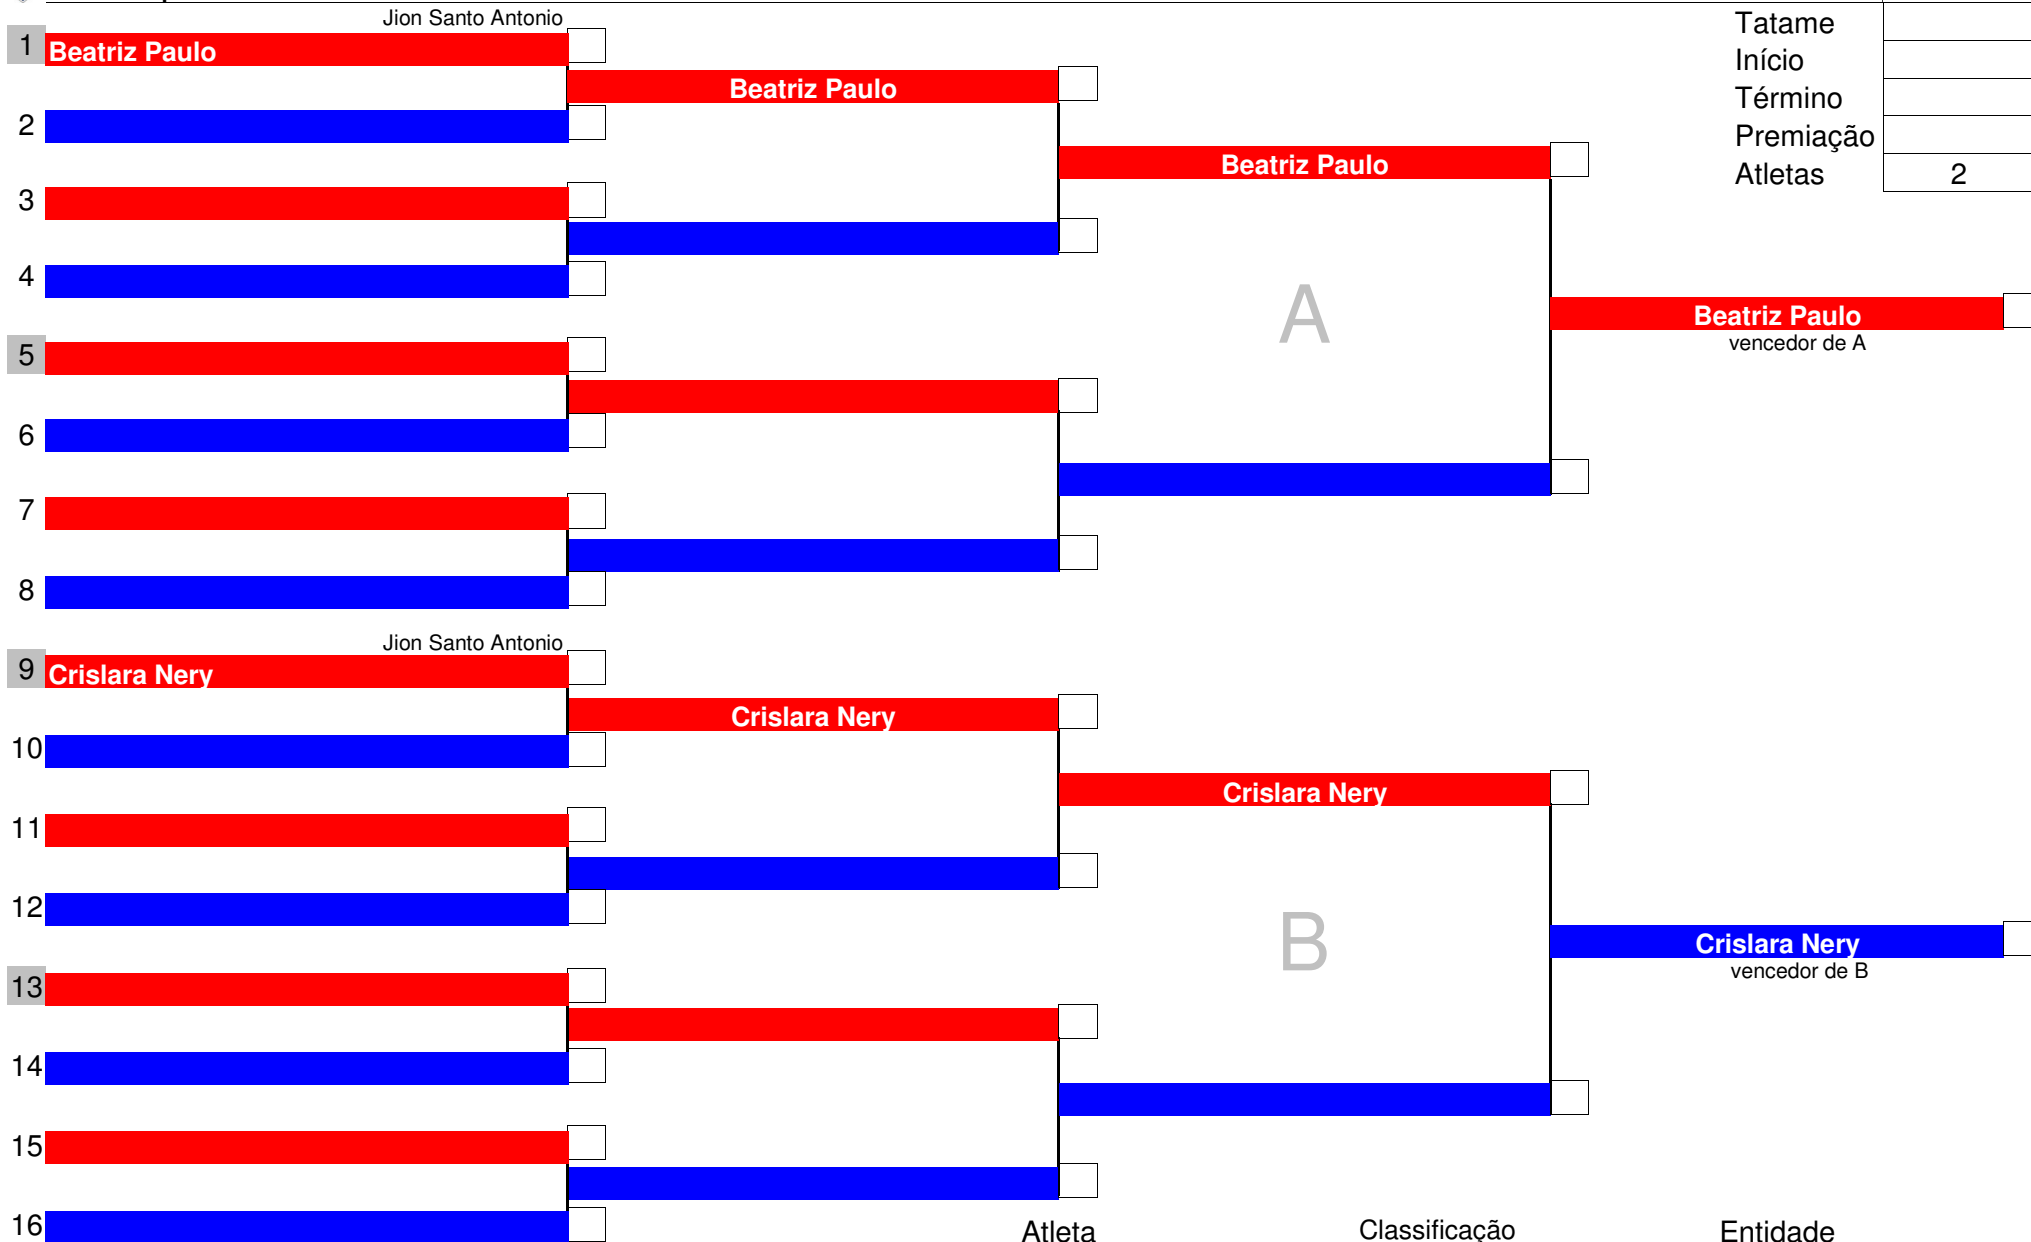 Jion Santo Antonio
Tatame
1 Beatriz Paulo
Início
Beatriz Paulo
Término
2
Premiação
Beatriz Paulo
Atletas 2
3
4
A
Beatriz Paulo
vencedor de A
5
6
7
8
Jion Santo Antonio
9 Crislara Nery
Crislara Nery
10
Crislara Nery
11
12
B
Crislara Nery
vencedor de B
13
14
15
16
Atleta Classificação Entidade